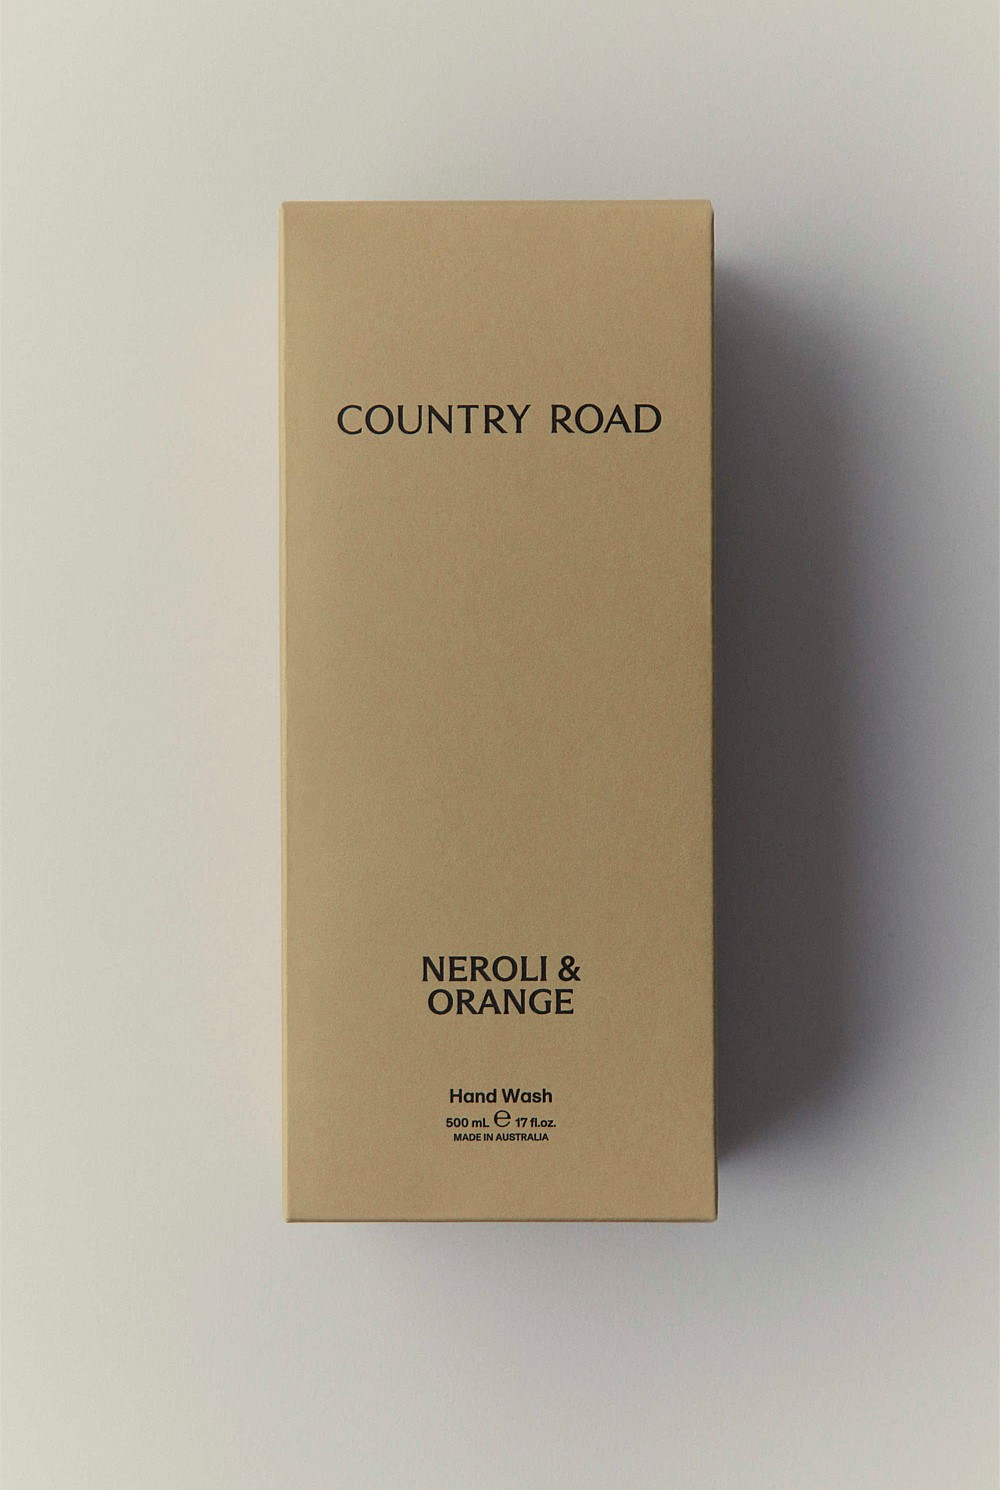 COUNTRY ROAD
NEROLI &
ORANGE
Hand Wash
500 mL ℮ 17 fl.oz.
MADE IN AUSTRALIA